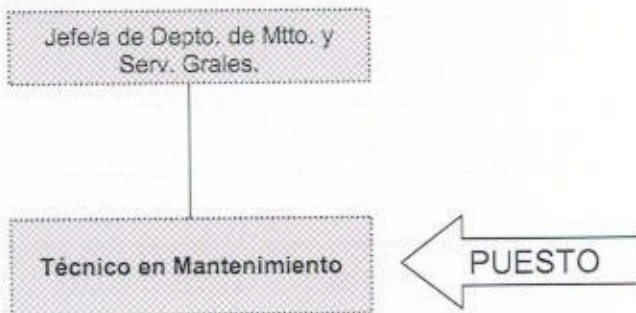 Jefe/a de Depto. de Mtto. y
Serv. Grales.
Técnico en Mantenimiento
PUESTO